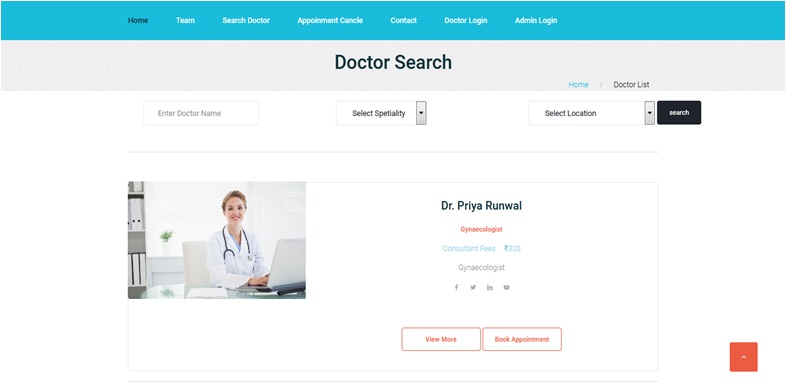 Home Team Search Doctor Appoinment Cancle Contact Doctor Login Admin Login
Doctor Search
Home / Doctor List
Enter Doctor Name Select Spetiality Select Location search
Dr. Priya Runwal
Gynaecologist
Consultant Fees: ₹320
Gynaecologist
View More Book Appointment